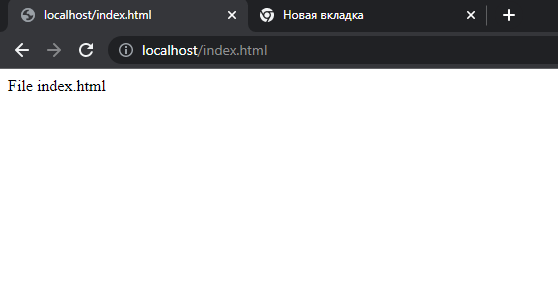 localhost/index.html
Новая вкладка
localhost/index.html
File index.html